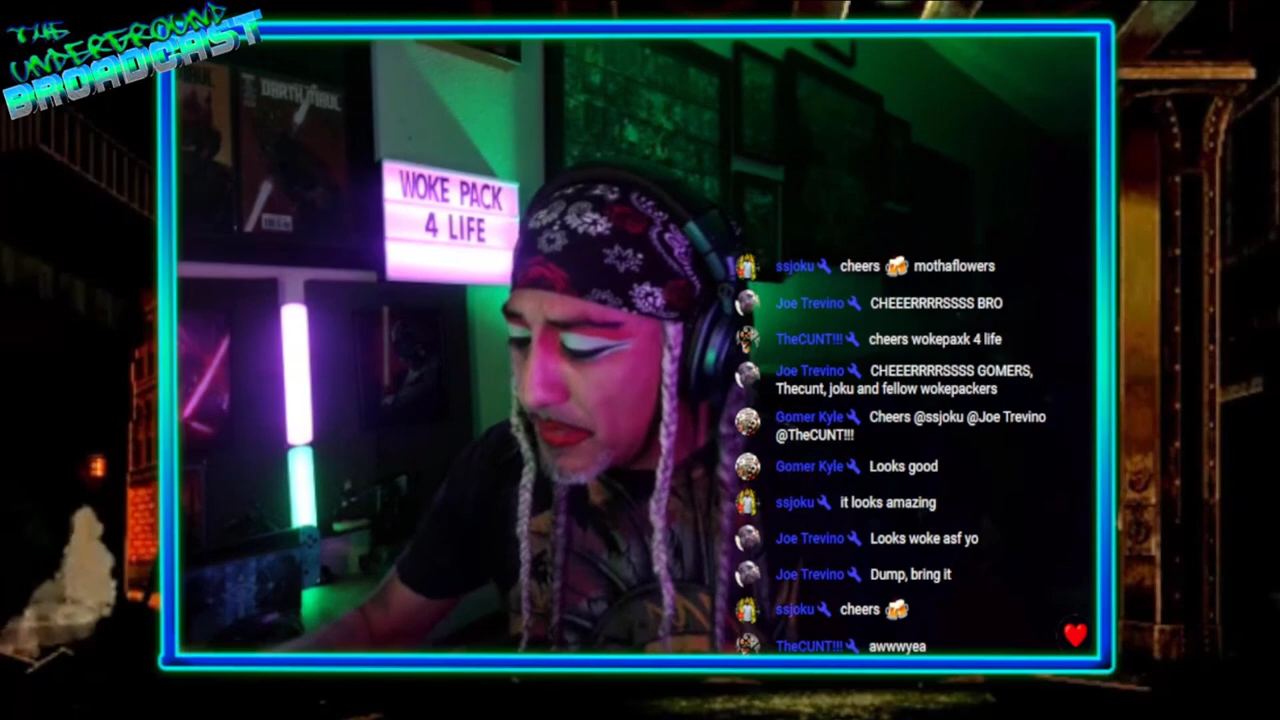 THE
UNDERGROUND
BROADCAST
DARTH MAUL
WOKE PACK
4 LIFE
ssjoku cheers 🍻 mothaflowers
Joe Trevino CHEEERRRRSSSS BRO
TheCUNT!!! cheers wokepaxk 4 life
Joe Trevino CHEEERRRRSSSS GOMERS,
Thecunt, joku and fellow wokepackers
Gomer Kyle Cheers @ssjoku @Joe Trevino
@TheCUNT!!!
Gomer Kyle Looks good
ssjoku it looks amazing
Joe Trevino Looks woke asf yo
Joe Trevino Dump, bring it
ssjoku cheers 🍻
TheCUNT!!! awwwyea